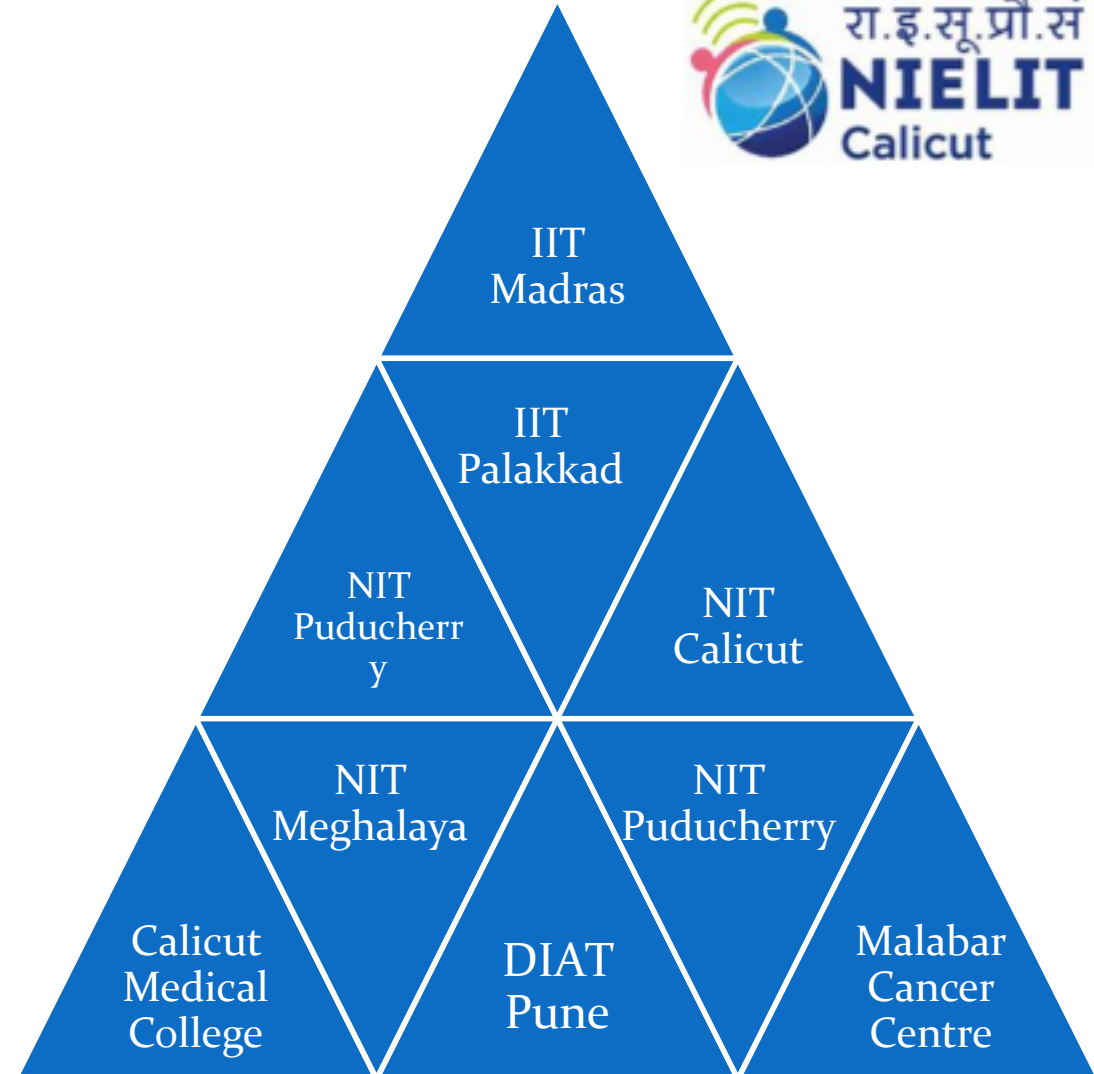 रा.इ.सू.प्रौ.सं
NIELIT
Calicut
IIT
Madras
IIT
Palakkad
NIT
Puducherr
y
NIT
Calicut
NIT
Meghalaya
NIT
Puducherry
Calicut
Medical
College
DIAT
Pune
Malabar
Cancer
Centre